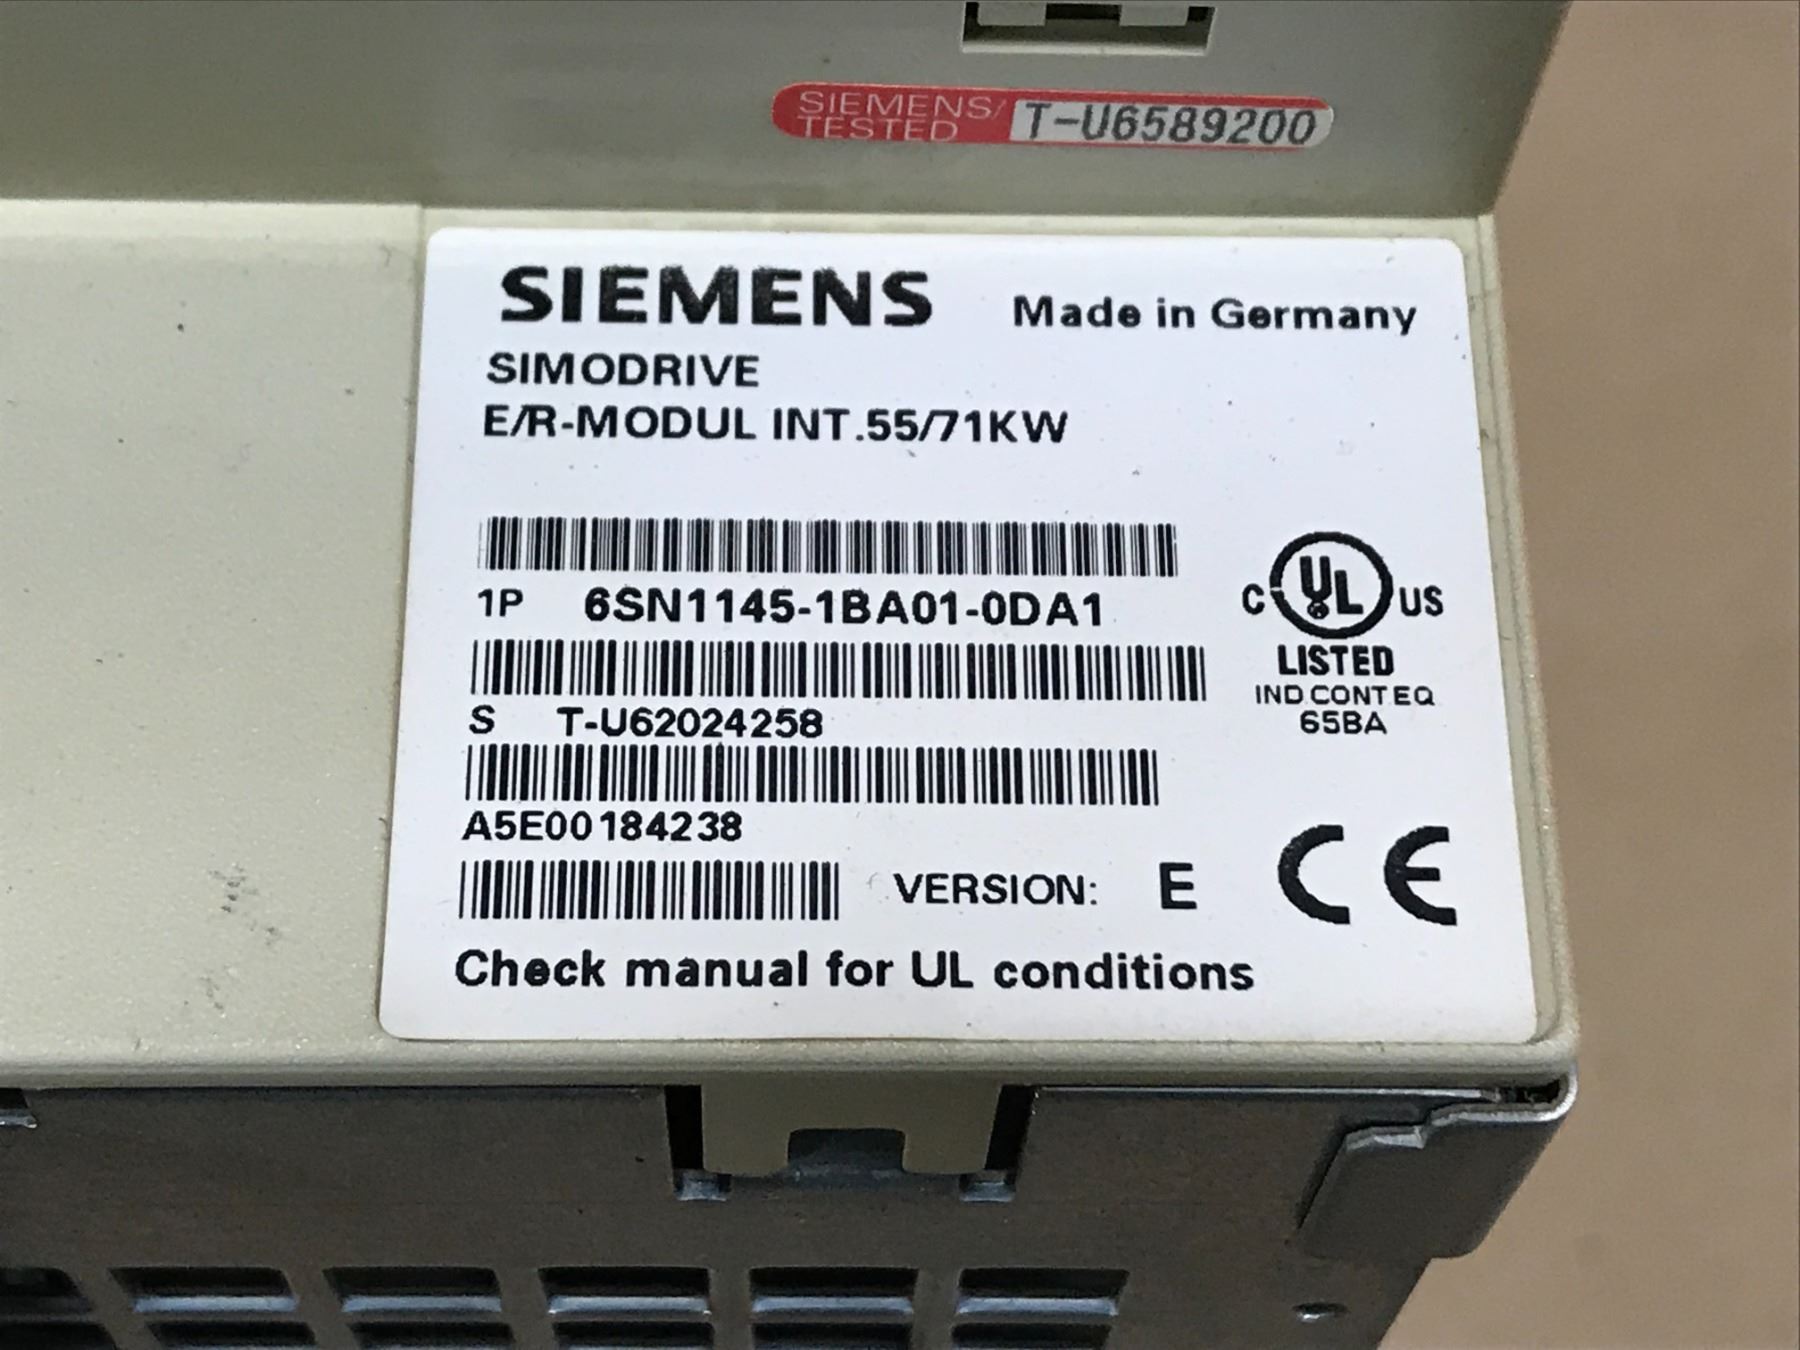 SIEMENS/
TESTED
T-U6589200
SIEMENS Made in Germany
SIMODRIVE
E/R-MODUL INT.55/71KW
1P 6SN1145-1BA01-0DA1
C UL US
LISTED
IND.CONT.EQ
65BA
S T-U62024258
A5E00184238
VERSION: E
CE
Check manual for UL conditions